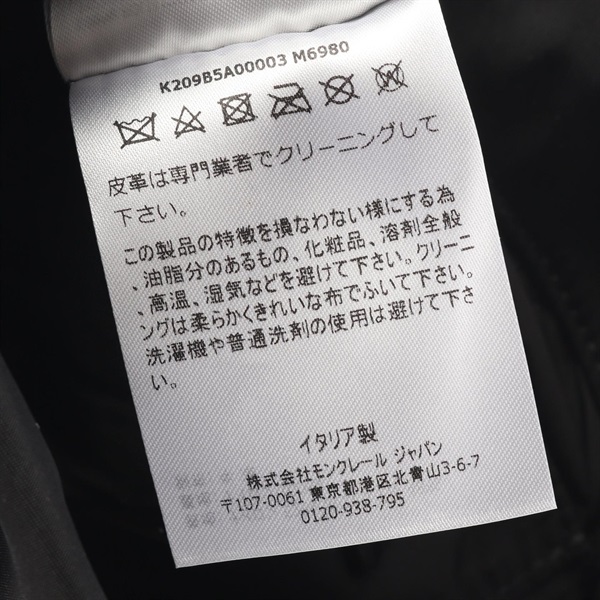 K209B5A00003 M6980
皮革は専門業者でクリーニングして
下さい。
この製品の特徴を損なわない様にする為
、油脂分のあるもの、化粧品、溶剤全般
、高温、湿気などを避けて下さい。クリーニ
ングは柔らかくきれいな布でふいて下さい。
洗濯機や普通洗剤の使用は避けて下さ
い。
イタリア製
株式会社モンクレール ジャパン
〒107-0061 東京都港区北青山3-6-7
0120-938-795